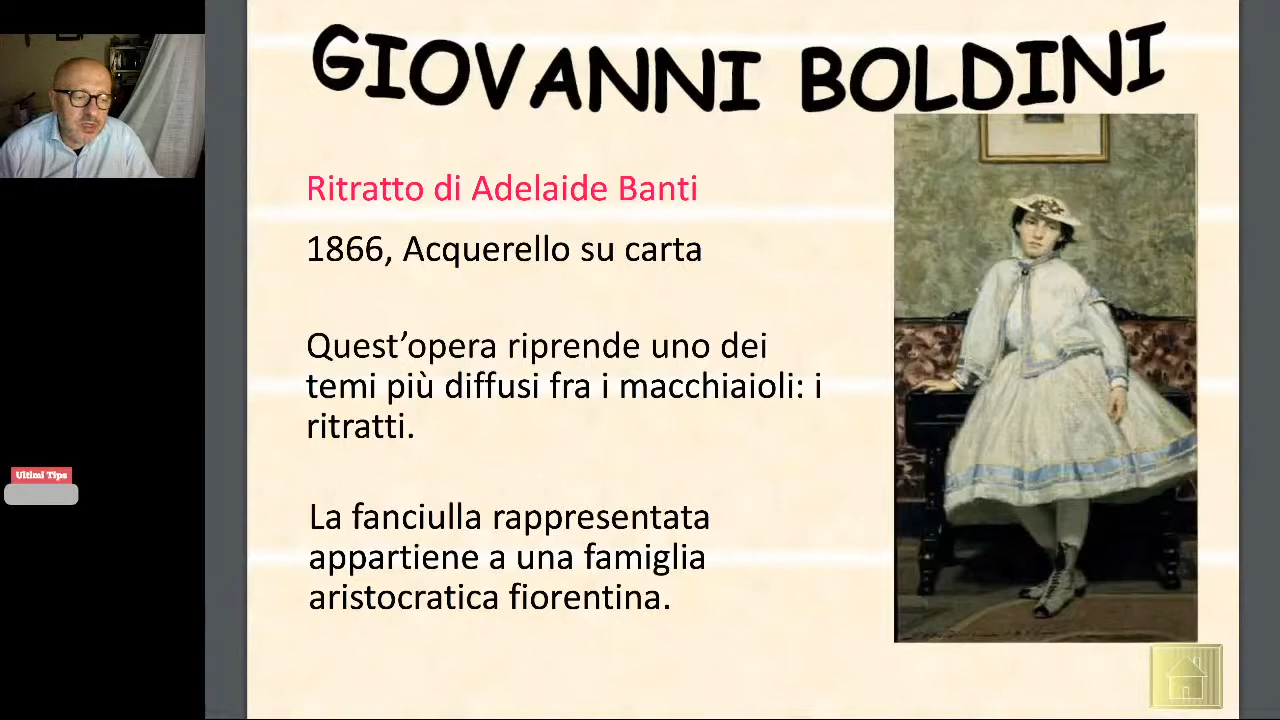 GIOVANNI BOLDINI
Ritratto di Adelaide Banti
1866, Acquerello su carta
Quest’opera riprende uno dei
temi più diffusi fra i macchiaioli: i
ritratti.
La fanciulla rappresentata
appartiene a una famiglia
aristocratica fiorentina.
Ultimi Tips